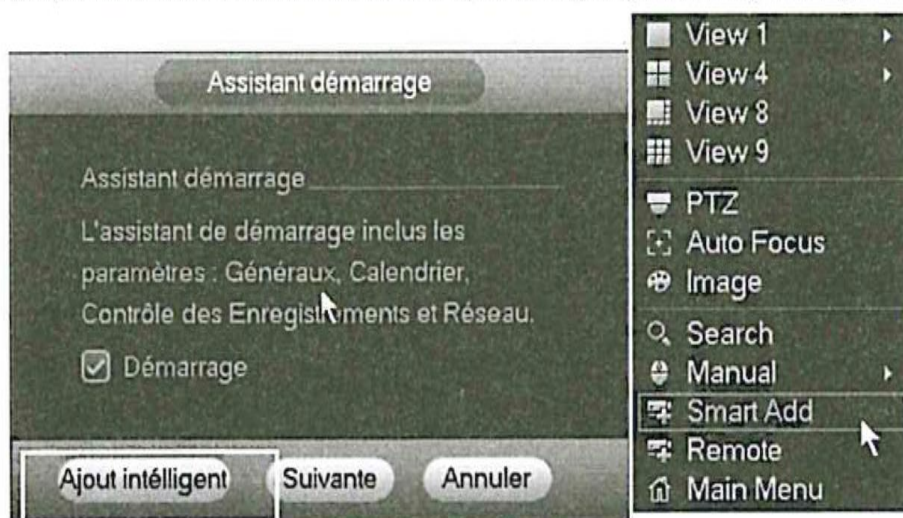 Assistant démarrage
Assistant démarrage
L'assistant de démarrage inclus les
paramètres : Généraux, Calendrier,
Contrôle des Enregistrements et Réseau.
Démarrage
Ajout intélligent
Suivante
Annuler
View 1
View 4
View 8
View 9
PTZ
Auto Focus
Image
Search
Manual
Smart Add
Remote
Main Menu